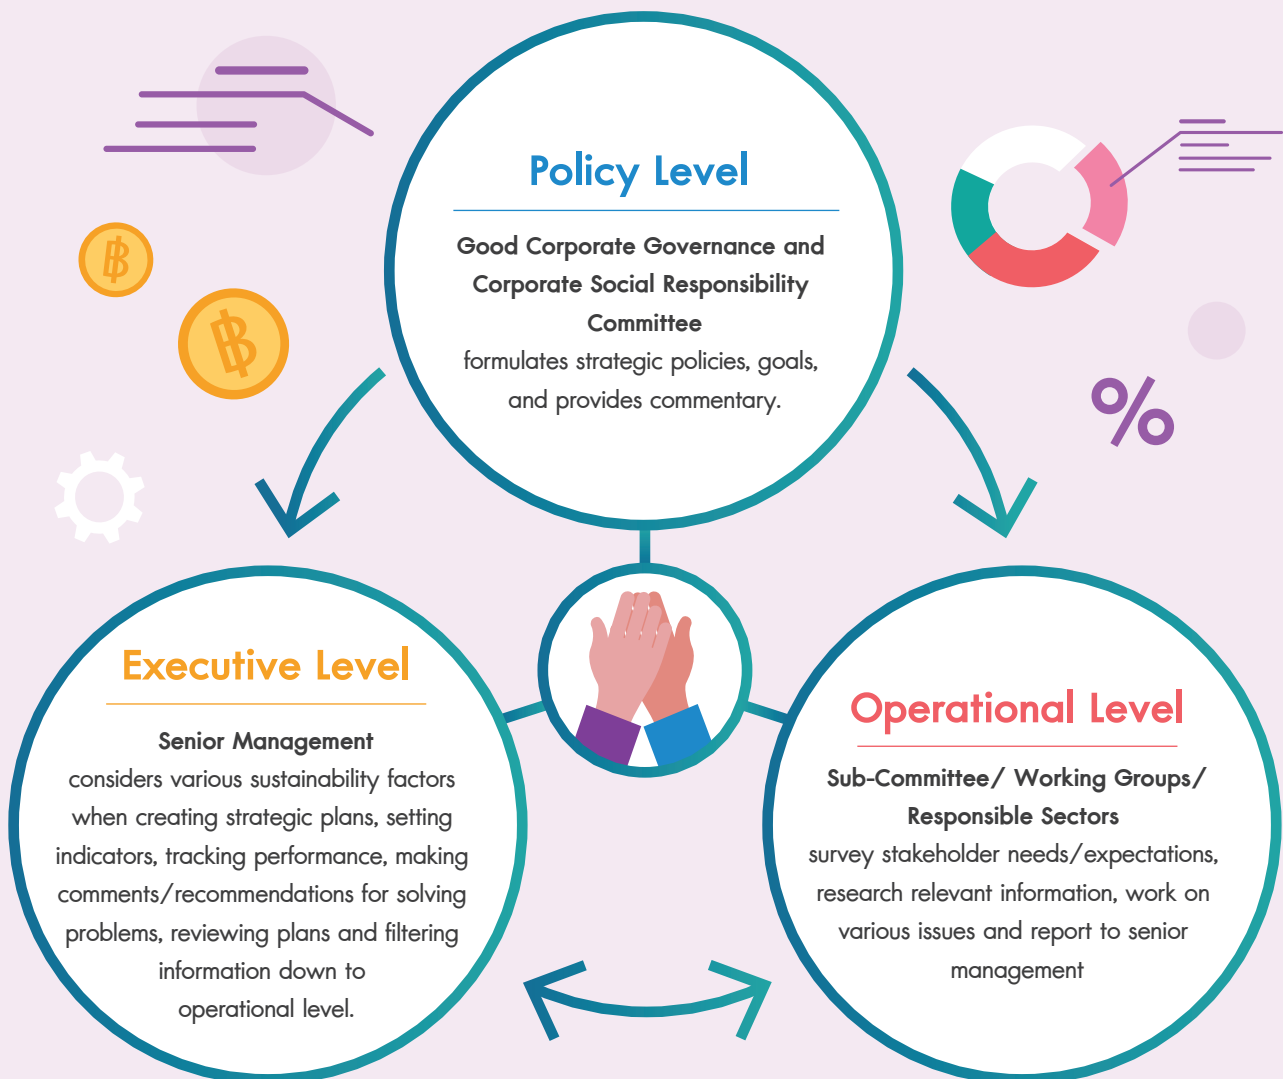 Policy Level
Good Corporate Governance and
Corporate Social Responsibility
Committee
formulates strategic policies, goals,
and provides commentary.
฿
฿
%
Executive Level
Senior Management
considers various sustainability factors
when creating strategic plans, setting
indicators, tracking performance, making
comments/recommendations for solving
problems, reviewing plans and filtering
information down to
operational level.
Operational Level
Sub-Committee/ Working Groups/
Responsible Sectors
survey stakeholder needs/expectations,
research relevant information, work on
various issues and report to senior
management